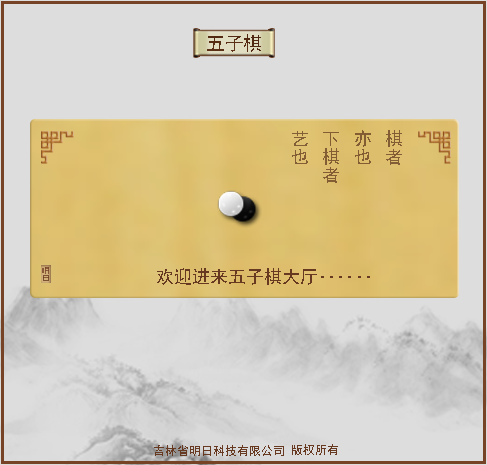 五子棋
棋者
亦也
下棋者
艺也
明日
欢迎进来五子棋大厅······
吉林省明日科技有限公司 版权所有